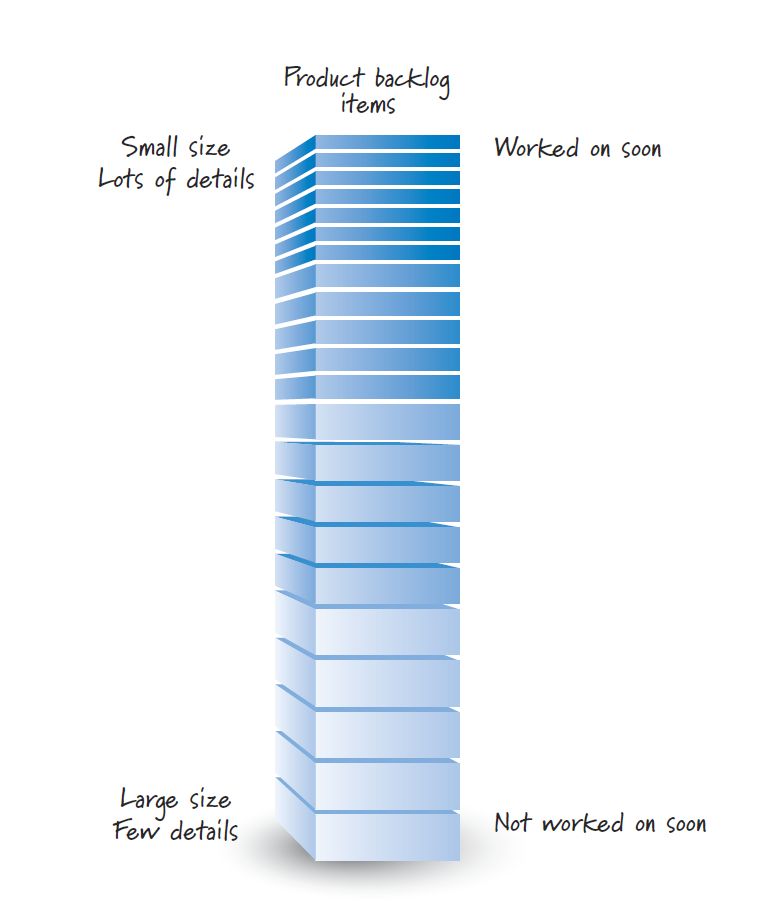 Product backlog
items
Small size
Lots of details
Worked on soon
Large size
Few details
Not worked on soon